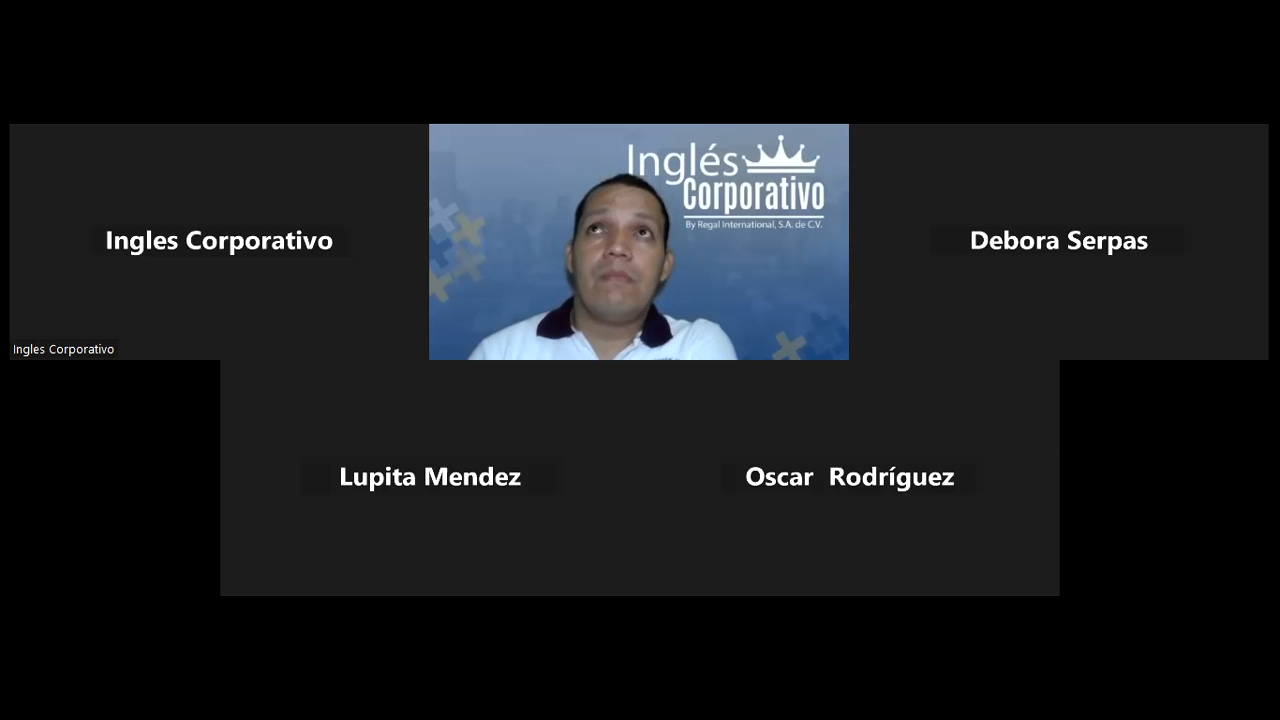 Inglés
Corporativo
By Regal International, S.A. de C.V.
Ingles Corporativo
Debora Serpas
Ingles Corporativo
Lupita Mendez
Oscar Rodríguez